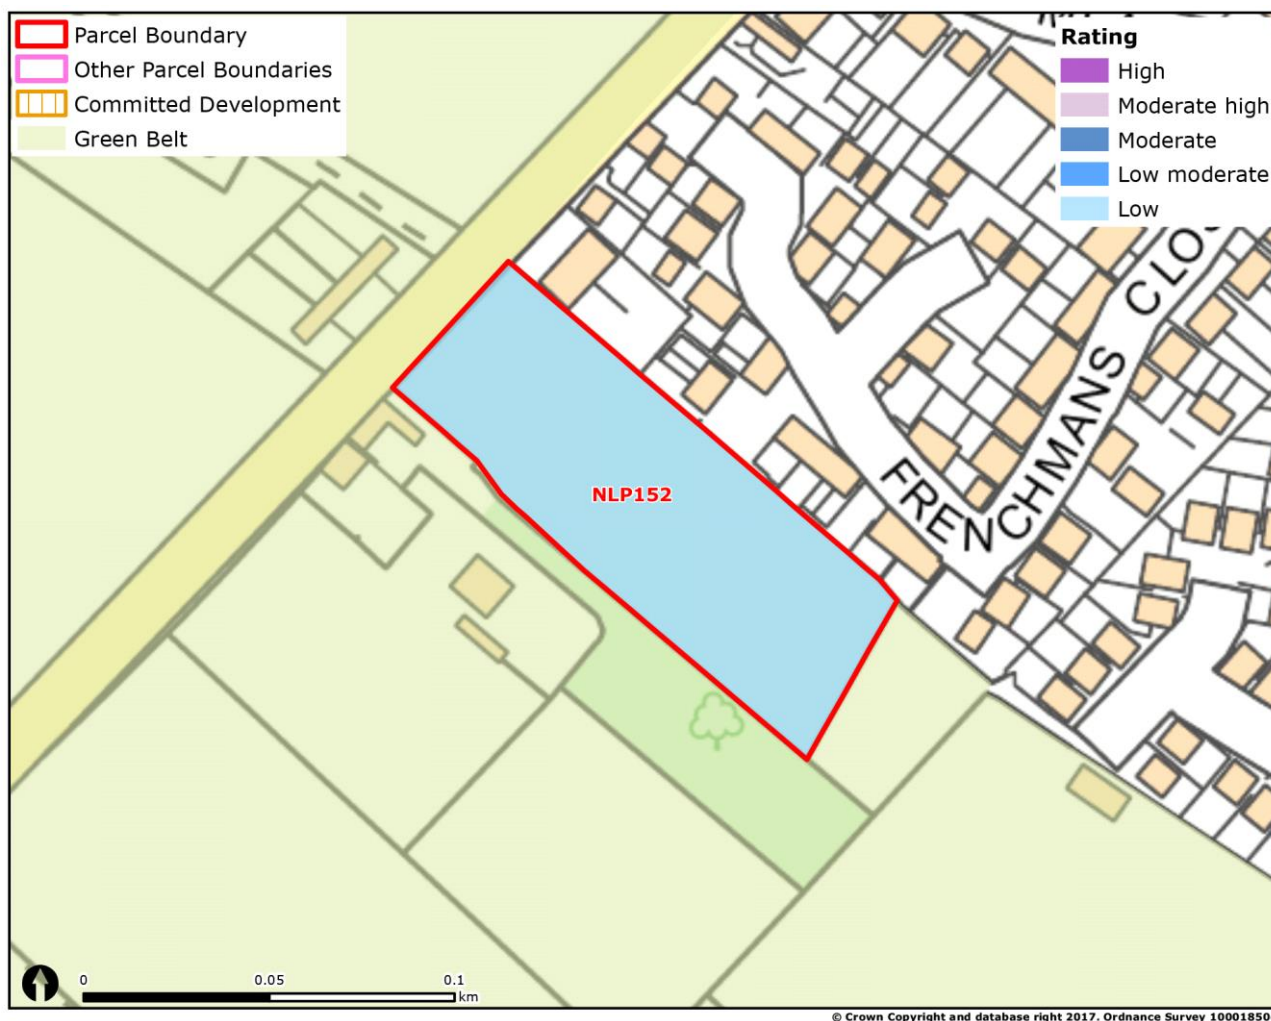 Parcel Boundary
Other Parcel Boundaries
Committed Development
Green Belt
Rating
High
Moderate high
Moderate
Low moderate
Low
FRENCHMANS CLOS
NLP152
0 0.05 0.1
km
© Crown Copyright and database right 2017. Ordnance Survey 10001850